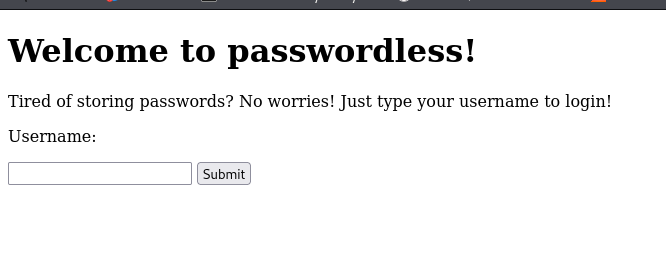 Welcome to passwordless!
Tired of storing passwords? No worries! Just type your username to login!
Username:
Submit